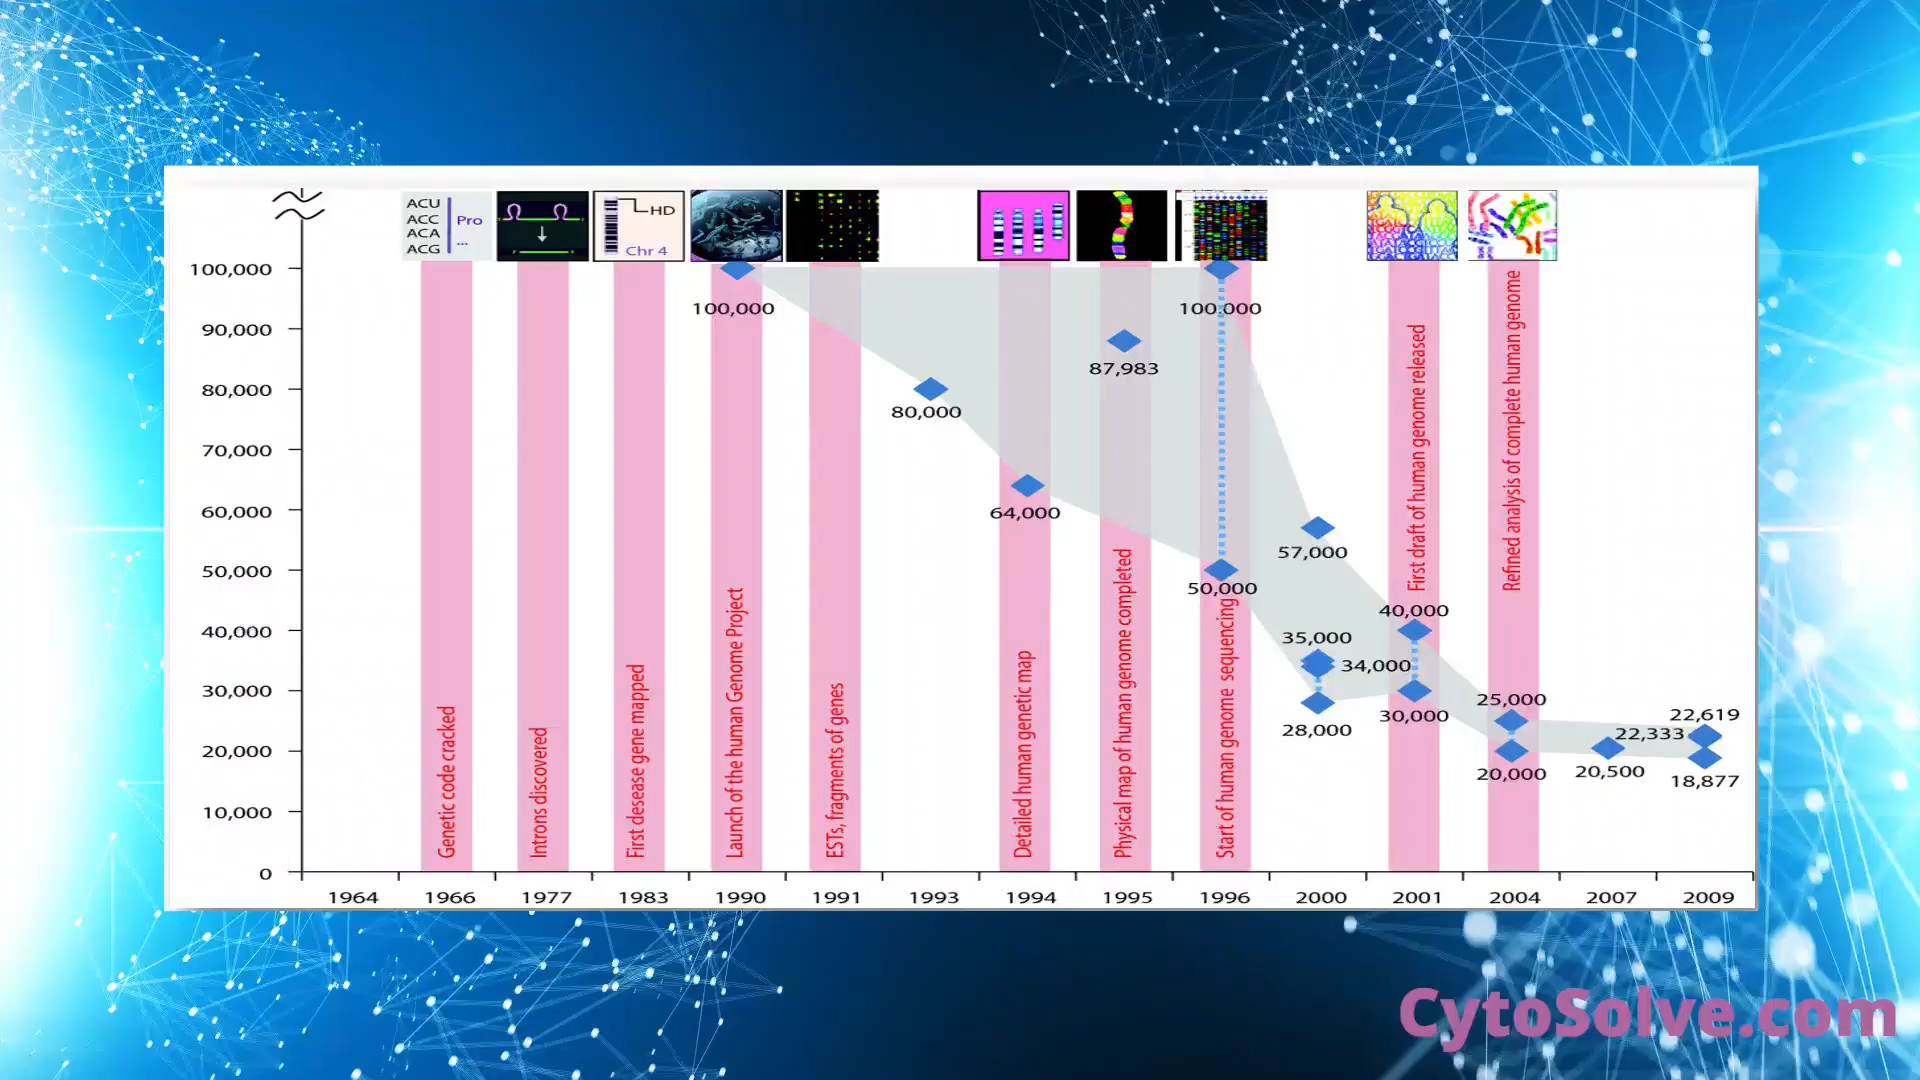 ACU
ACC
ACA
ACG
Pro
...
HD
Chr 4
100,000
90,000
80,000
70,000
60,000
50,000
40,000
30,000
20,000
10,000
0
100,000
80,000
64,000
87,983
100,000
50,000
57,000
35,000
34,000
28,000
40,000
30,000
25,000
20,000
20,500
22,619
22,333
18,877
Genetic code cracked
Introns discovered
First desease gene mapped
Launch of the human Genome Project
ESTs, fragments of genes
Detailed human genetic map
Physical map of human genome completed
Start of human genome sequencing
First draft of human genome released
Refined analysis of complete human genome
1964
1966
1977
1983
1990
1991
1993
1994
1995
1996
2000
2001
2004
2007
2009
CytoSolve.com